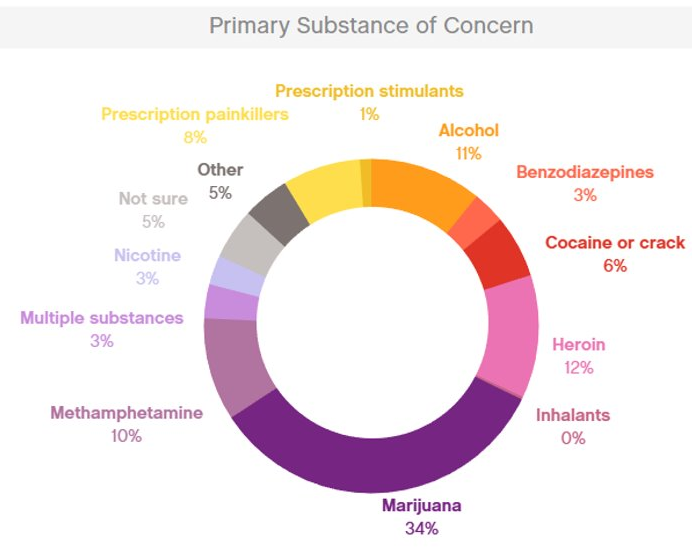 Primary Substance of Concern
Prescription stimulants
1%
Prescription painkillers
8%
Alcohol
11%
Other
5%
Benzodiazepines
3%
Not sure
5%
Cocaine or crack
6%
Nicotine
3%
Multiple substances
3%
Heroin
12%
Methamphetamine
10%
Inhalants
0%
Marijuana
34%